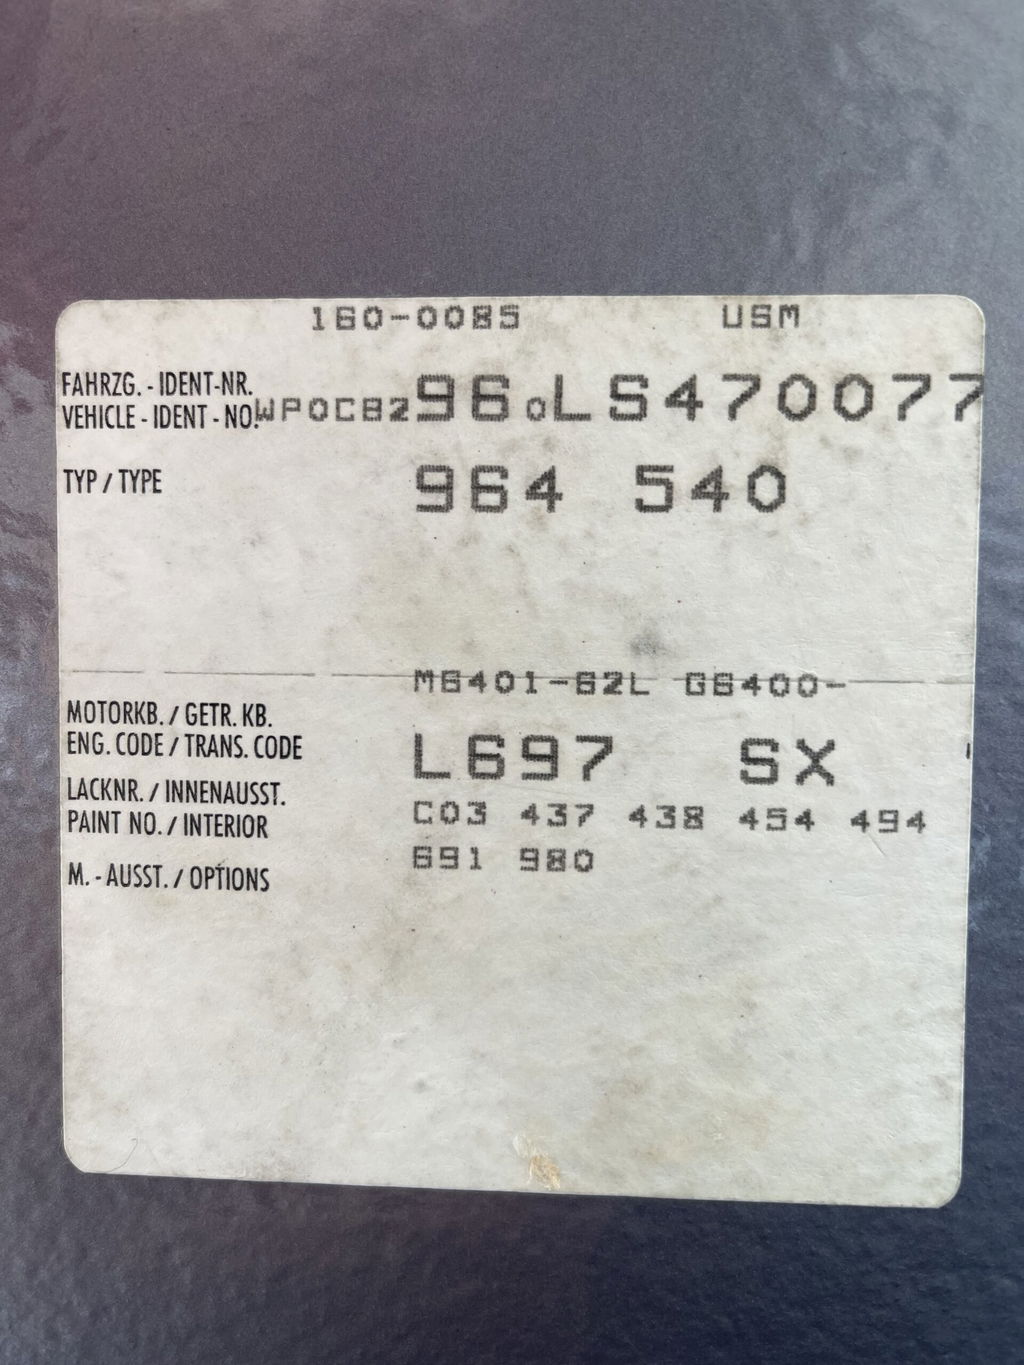 160-0085 USM
FAHRZG. - IDENT-NR.
VEHICLE - IDENT - NO. WP0CB296 0LS470077
TYP / TYPE 964 540
M6401-62L G6400-
MOTORKB. / GETR. KB.
ENG. CODE / TRANS. CODE L697 SX
LACKNR. / INNENAUSST.
PAINT NO. / INTERIOR C03 437 438 454 494
M. - AUSST. / OPTIONS 691 980